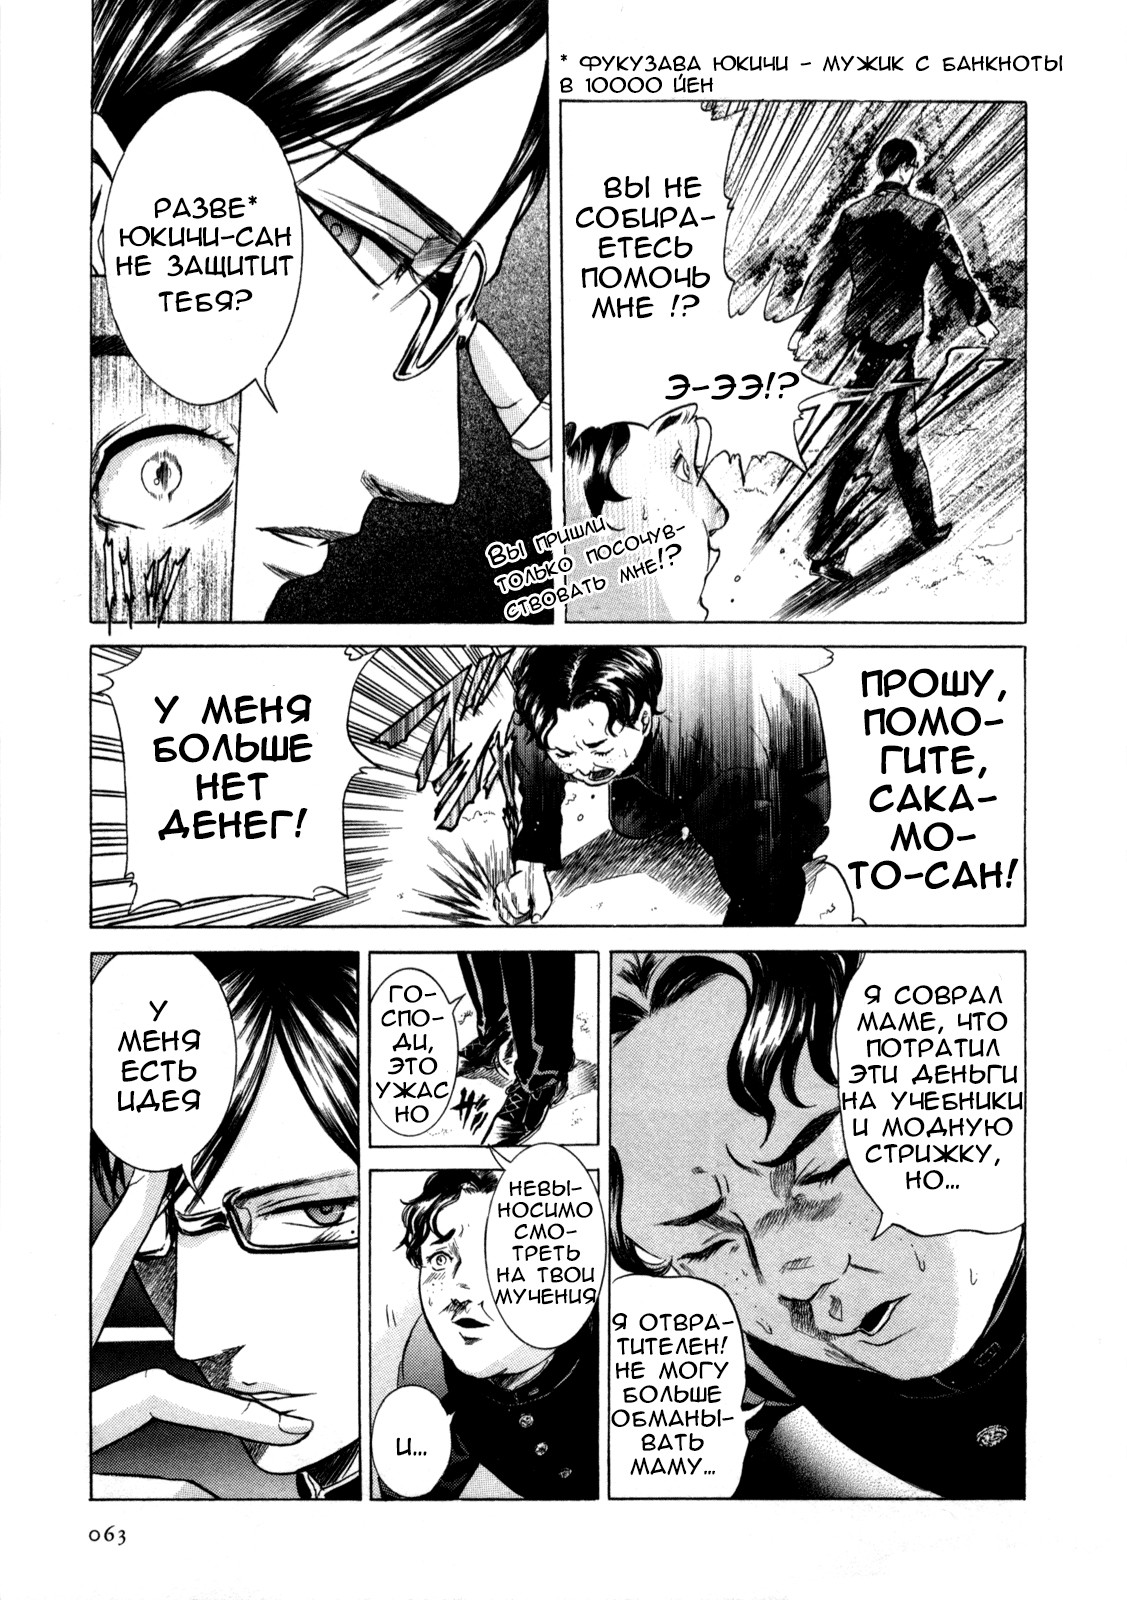 * ФУКУЗАВА ЮКИЧИ - МУЖИК С БАНКНОТЫ
В 10000 ЙЕН
ВЫ НЕ
СОБИРА-
ЕТЕСЬ
ПОМОЧЬ
МНЕ !?
Э-ЭЭ!?
Вы пришли
только посочув-
ствовать мне!?
РАЗВЕ*
ЮКИЧИ-САН
НЕ ЗАЩИТИТ
ТЕБЯ?
ПРОШУ,
ПОМО-
ГИТЕ,
САКА-
МО-
ТО-САН!
У МЕНЯ
БОЛЬШЕ
НЕТ
ДЕНЕГ!
Я СОВРАЛ
МАМЕ, ЧТО
ПОТРАТИЛ
ЭТИ ДЕНЬГИ
НА УЧЕБНИКИ
И МОДНУЮ
СТРИЖКУ,
НО...
Я ОТВРА-
ТИТЕЛЕН!
НЕ МОГУ
БОЛЬШЕ
ОБМАНЫ-
ВАТЬ
МАМУ...
ГО-
СПО-
ДИ,
ЭТО
УЖАС
НО
НЕВЫ-
НОСИМО
СМО-
ТРЕТЬ
НА ТВОИ
МУЧЕНИЯ
И...
У
МЕНЯ
ЕСТЬ
ИДЕЯ
063